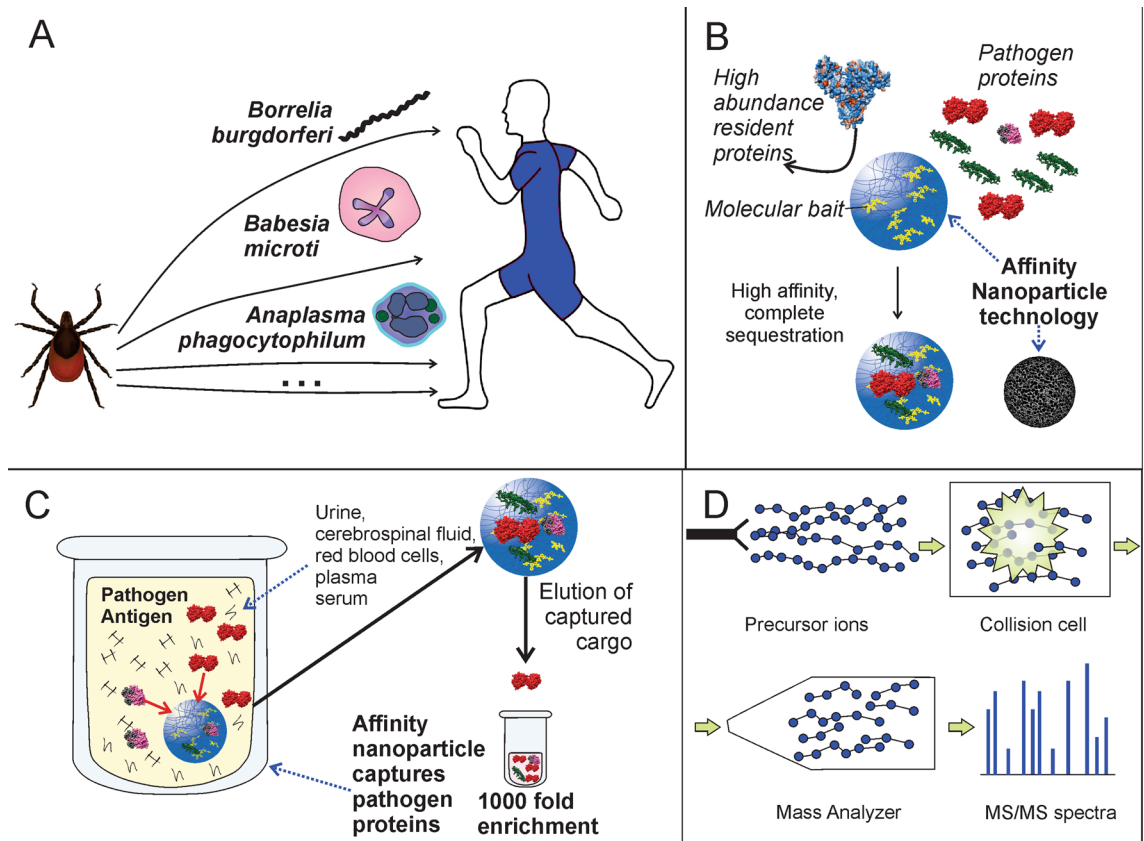 A
Borrelia
burgdorferi
Babesia
microti
Anaplasma
phagocytophilum
...
B
High
abundance
resident
proteins
Pathogen
proteins
Molecular bait
High affinity,
complete
sequestration
Affinity
Nanoparticle
technology
C
Urine,
cerebrospinal fluid,
red blood cells,
plasma
serum
Pathogen
Antigen
Elution of
captured
cargo
Affinity
nanoparticle
captures
pathogen
proteins
1000 fold
enrichment
D
Precursor ions
Collision cell
Mass Analyzer
MS/MS spectra